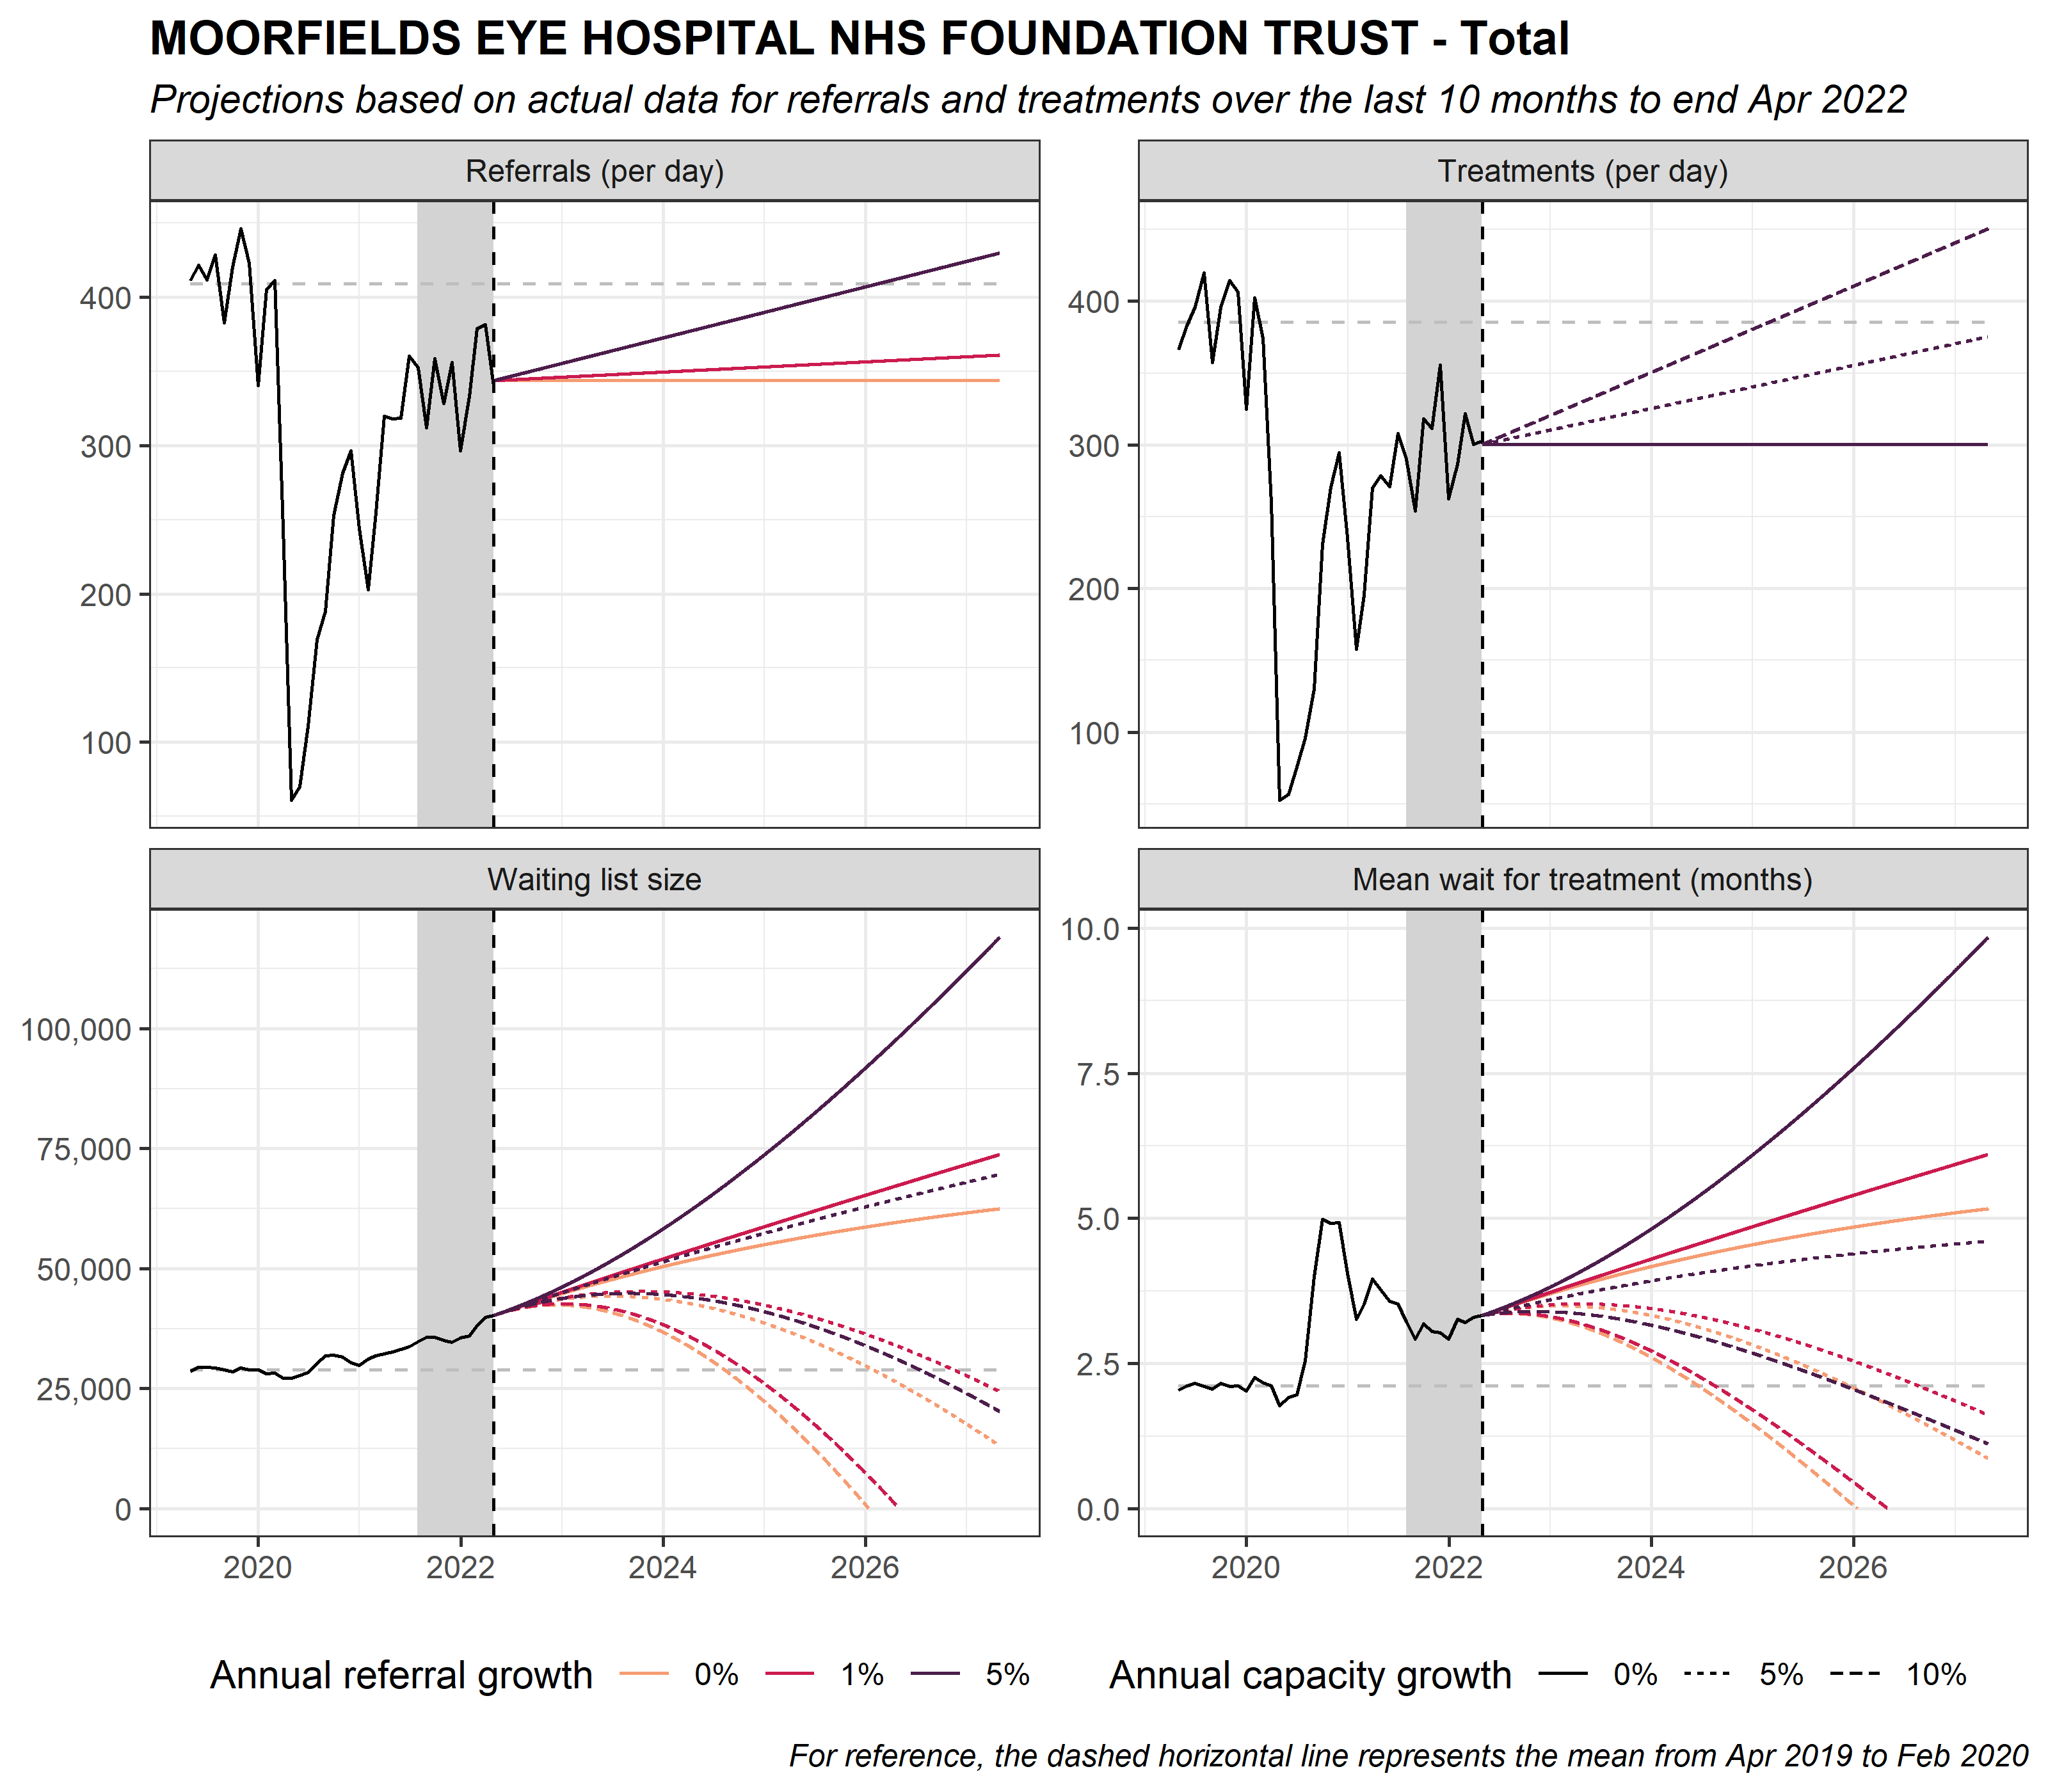 MOORFIELDS EYE HOSPITAL NHS FOUNDATION TRUST - Total
Projections based on actual data for referrals and treatments over the last 10 months to end Apr 2022
Referrals (per day)
400
300
200
100
Treatments (per day)
400
300
200
100
Waiting list size
100,000
75,000
50,000
25,000
0
2020 2022 2024 2026
Mean wait for treatment (months)
10.0
7.5
5.0
2.5
0.0
2020 2022 2024 2026
Annual referral growth 0% 1% 5%
Annual capacity growth 0% 5% 10%
For reference, the dashed horizontal line represents the mean from Apr 2019 to Feb 2020